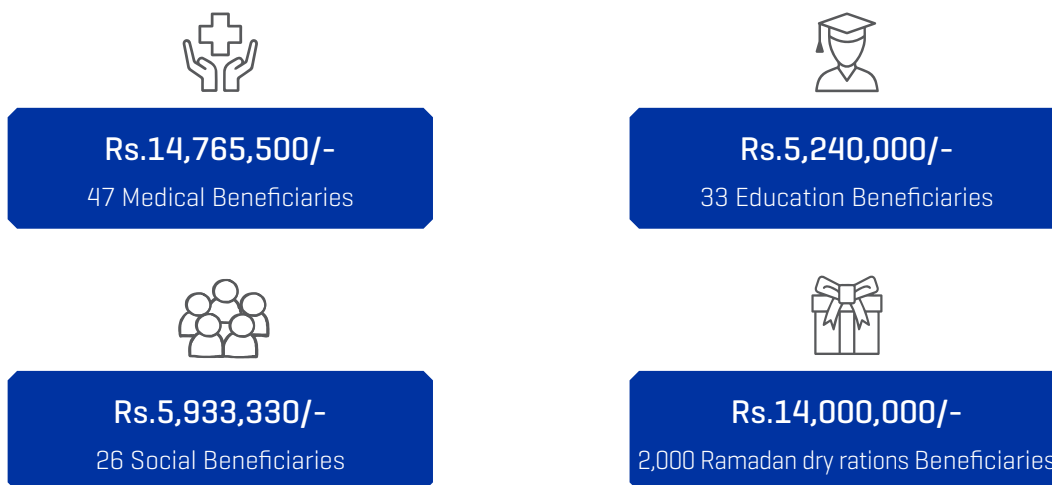 Rs.14,765,500/-
47 Medical Beneficiaries
Rs.5,240,000/-
33 Education Beneficiaries
Rs.5,933,330/-
26 Social Beneficiaries
Rs.14,000,000/-
2,000 Ramadan dry rations Beneficiaries